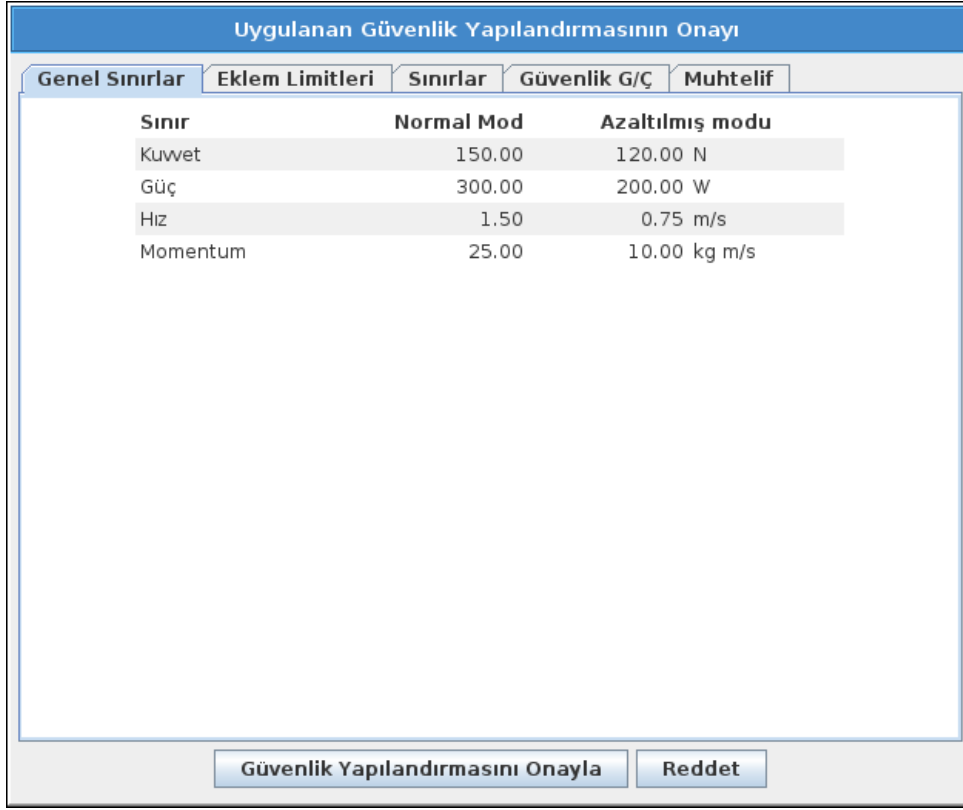 Uygulanan Güvenlik Yapılandırmasının Onayı
Genel Sınırlar Eklem Limitleri Sınırlar Güvenlik G/Ç Muhtelif
Sınır Normal Mod Azaltılmış modu
Kuvvet 150.00 120.00 N
Güç 300.00 200.00 W
Hız 1.50 0.75 m/s
Momentum 25.00 10.00 kg m/s
Güvenlik Yapılandırmasını Onayla Reddet